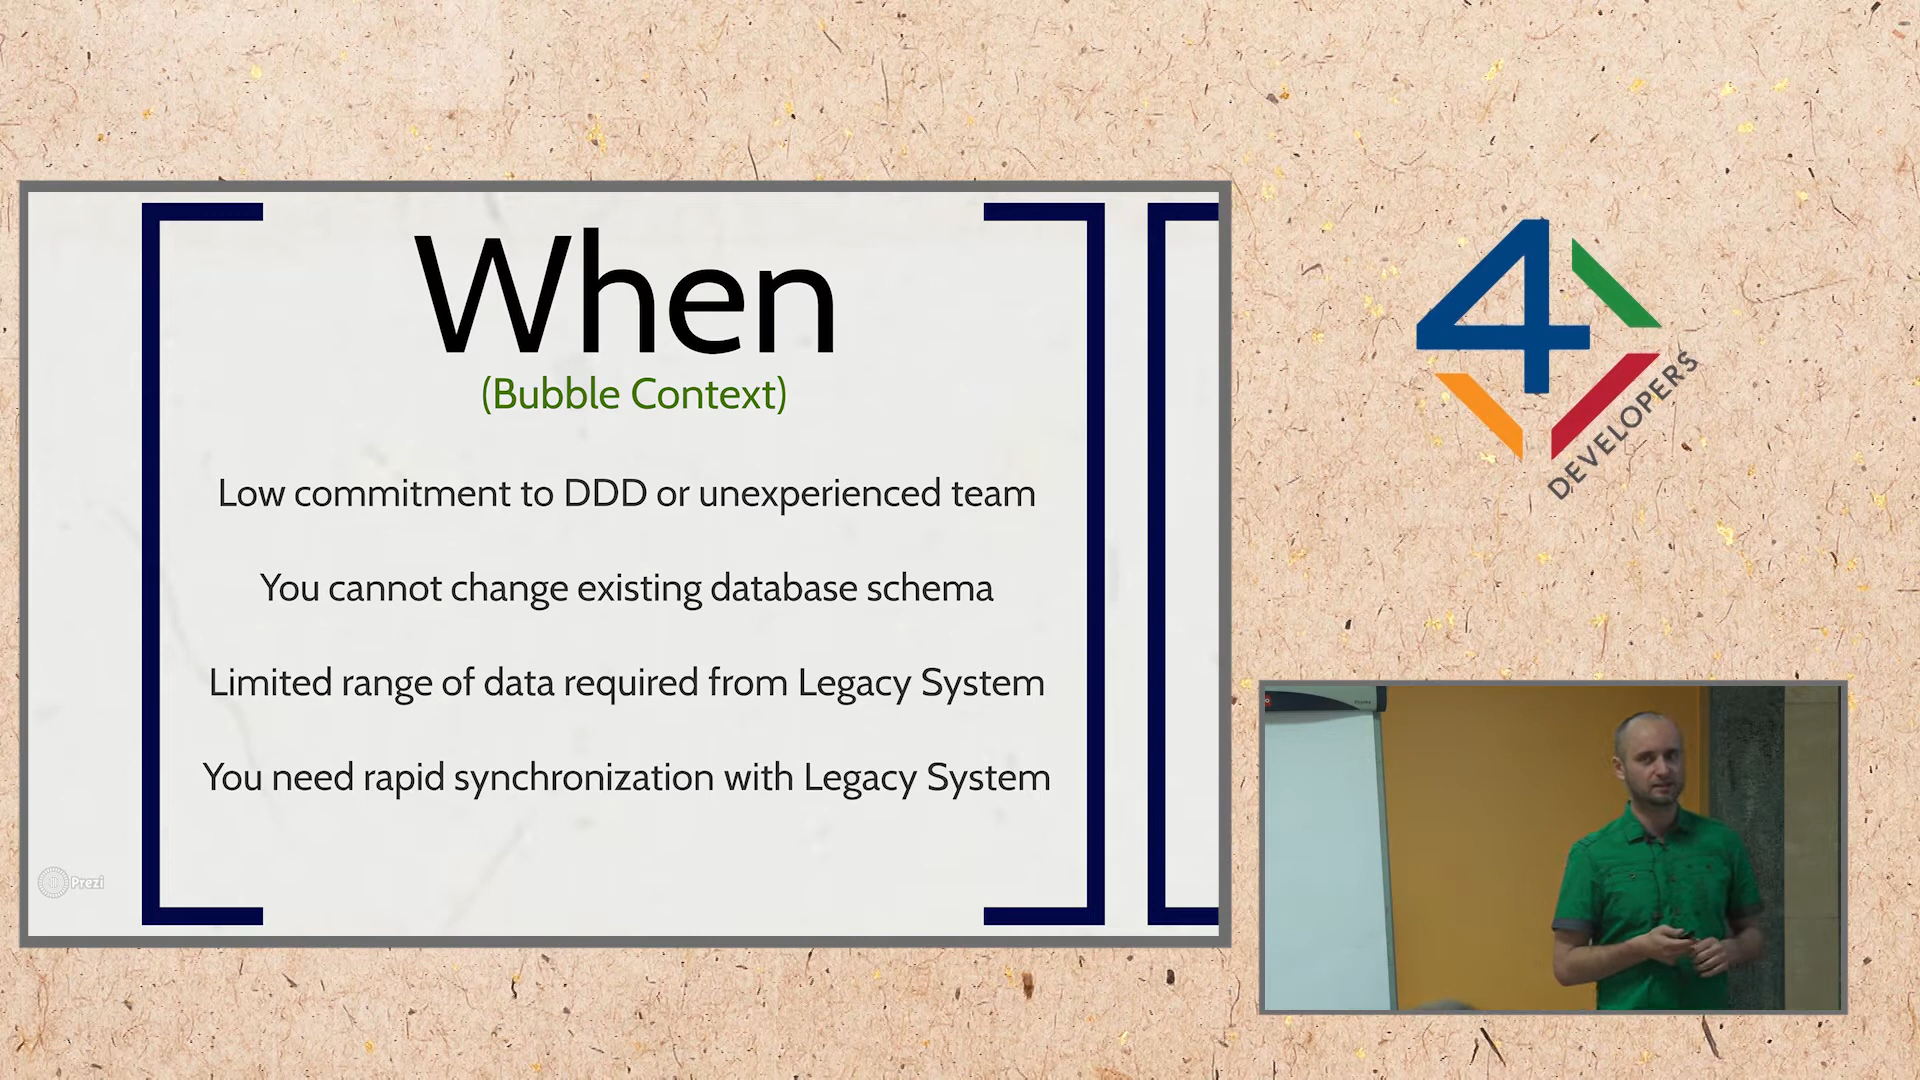 When
(Bubble Context)
Low commitment to DDD or unexperienced team
You cannot change existing database schema
Limited range of data required from Legacy System
You need rapid synchronization with Legacy System
Prezi
4
DEVELOPERS